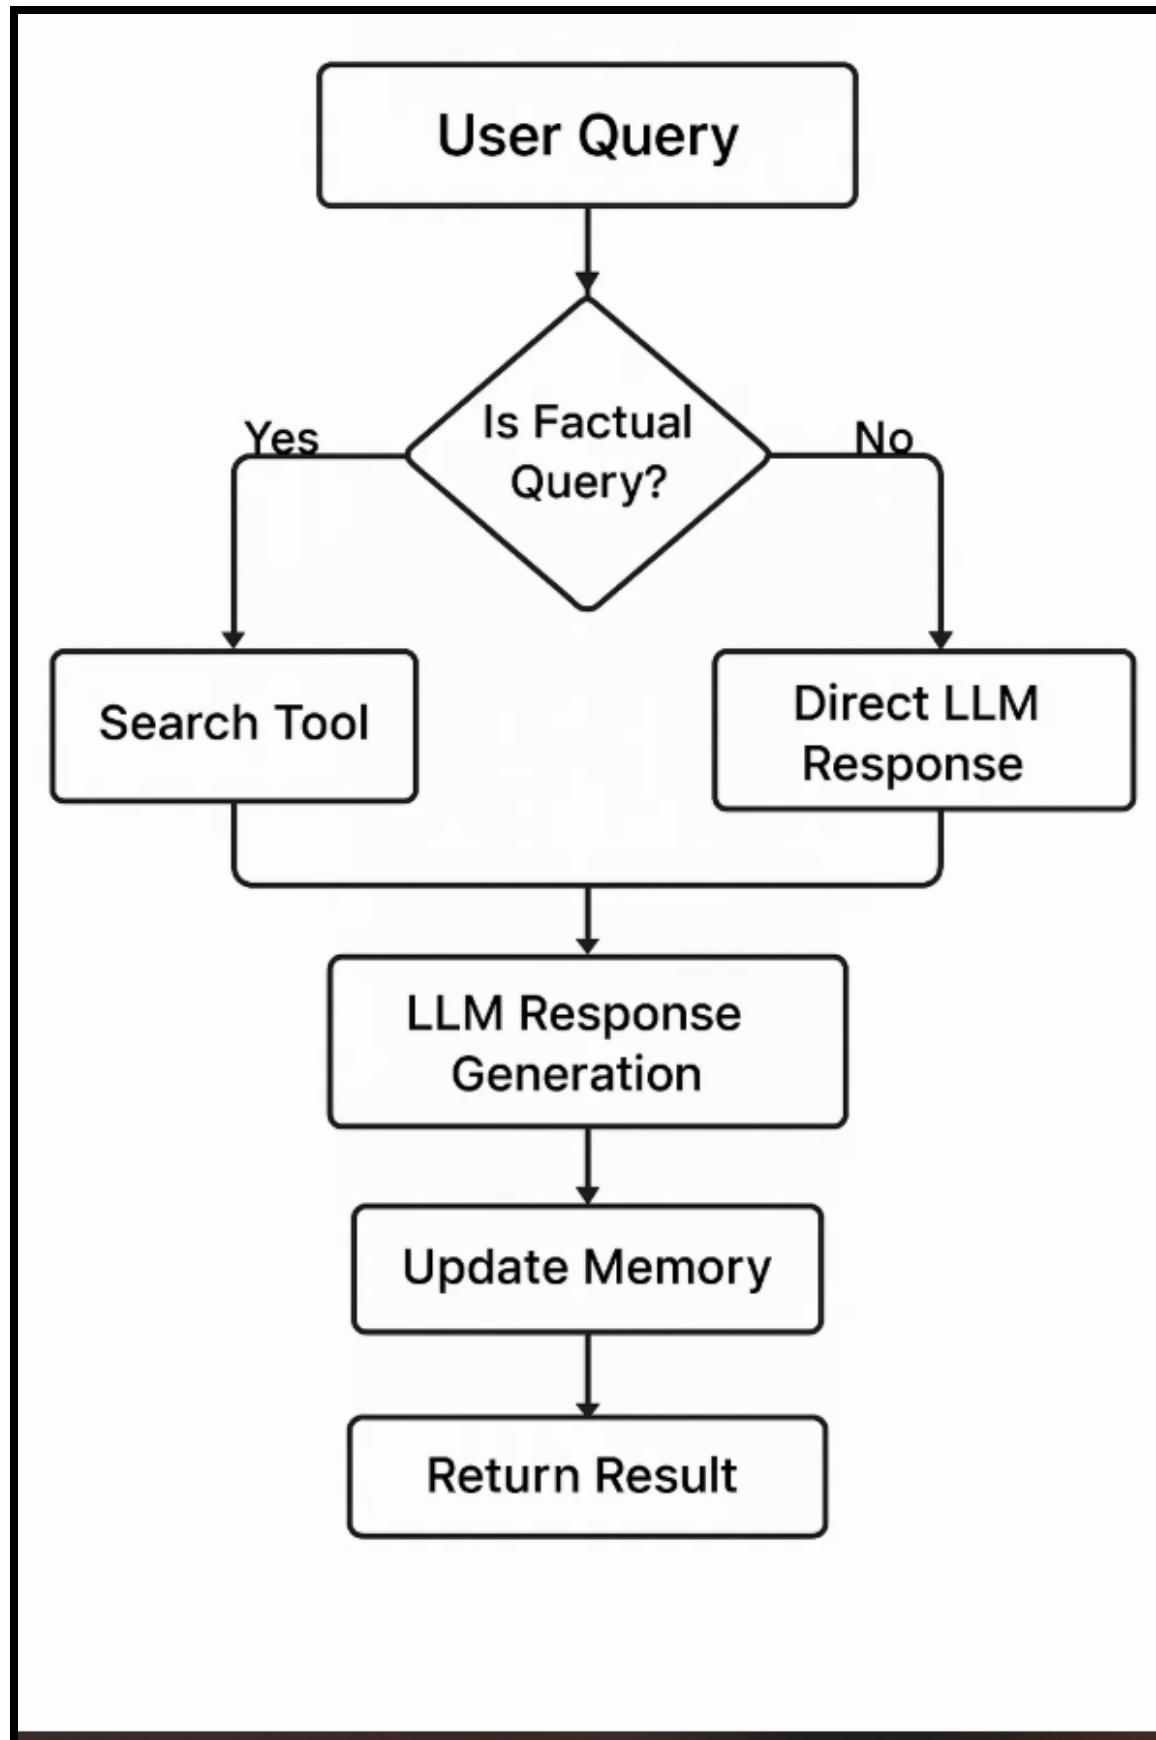 User Query
Is Factual
Query?
Yes
No
Search Tool
Direct LLM
Response
LLM Response
Generation
Update Memory
Return Result